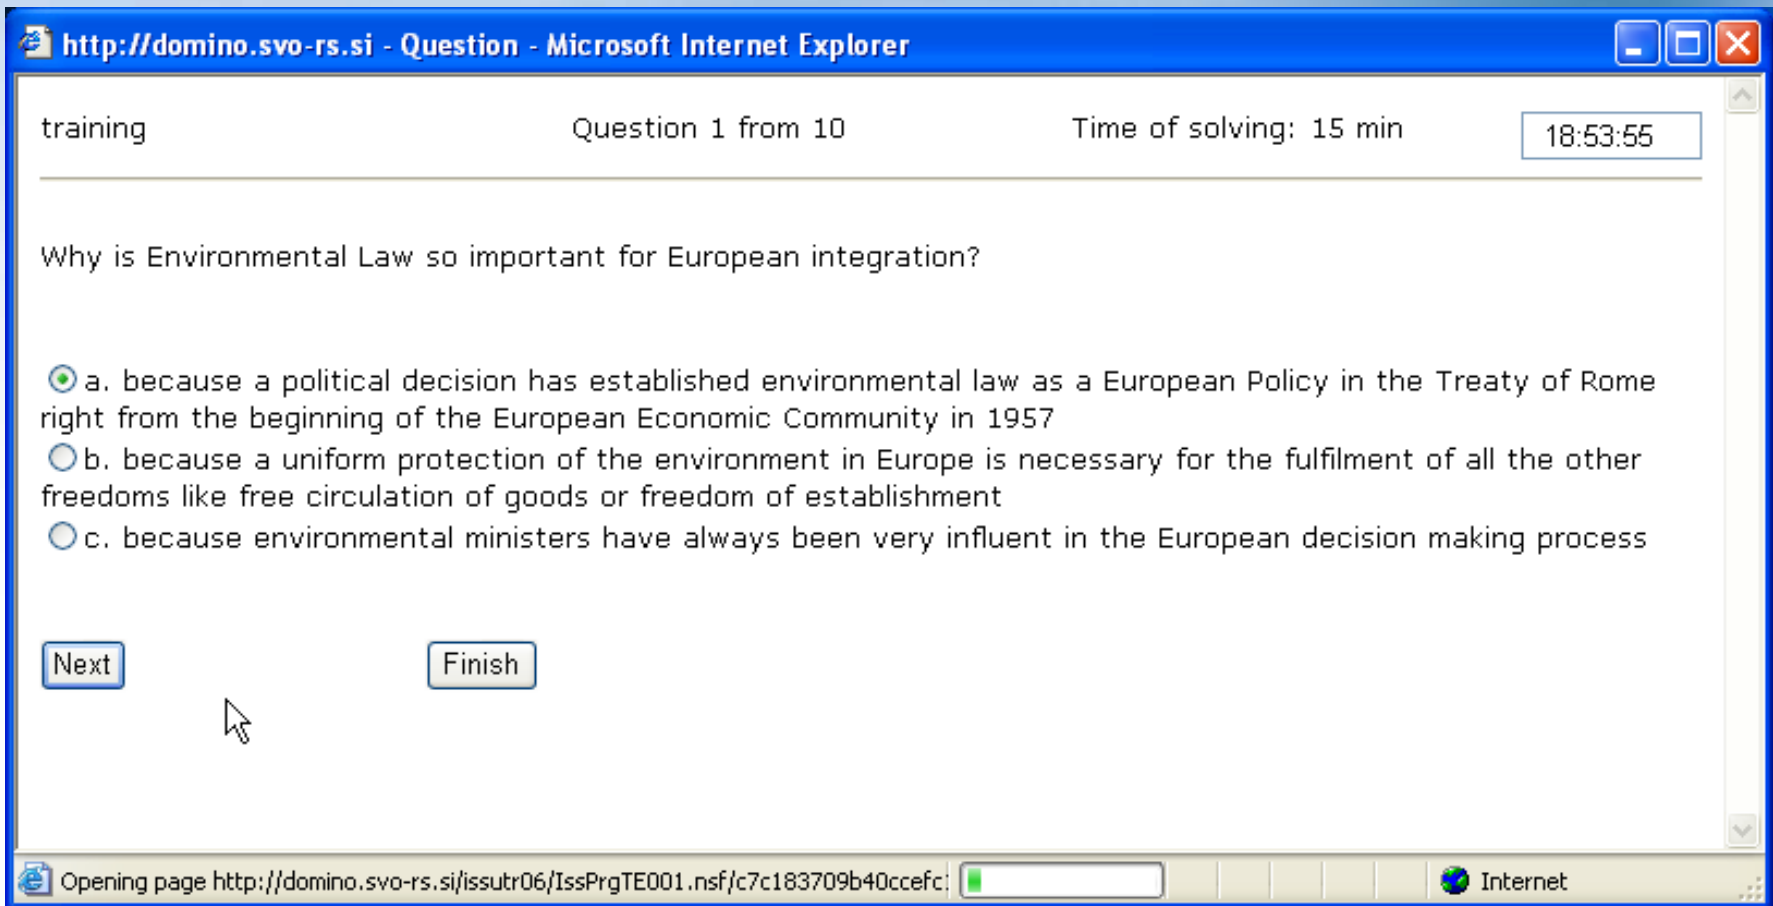 http://domino.svo-rs.si - Question - Microsoft Internet Explorer
training Question 1 from 10 Time of solving: 15 min 18:53:55
Why is Environmental Law so important for European integration?
a. because a political decision has established environmental law as a European Policy in the Treaty of Rome
right from the beginning of the European Economic Community in 1957
b. because a uniform protection of the environment in Europe is necessary for the fulfilment of all the other
freedoms like free circulation of goods or freedom of establishment
c. because environmental ministers have always been very influent in the European decision making process
Next Finish
Opening page http://domino.svo-rs.si/issutr06/IssPrgTE001.nsf/c7c183709b40ccefc Internet